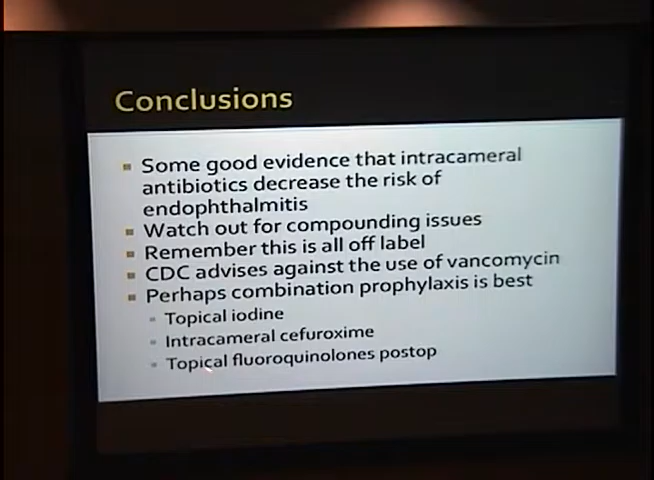 Conclusions
Some good evidence that intracameral
antibiotics decrease the risk of
endophthalmitis
Watch out for compounding issues
Remember this is all off label
CDC advises against the use of vancomycin
Perhaps combination prophylaxis is best
Topical iodine
Intracameral cefuroxime
Topical fluoroquinolones postop